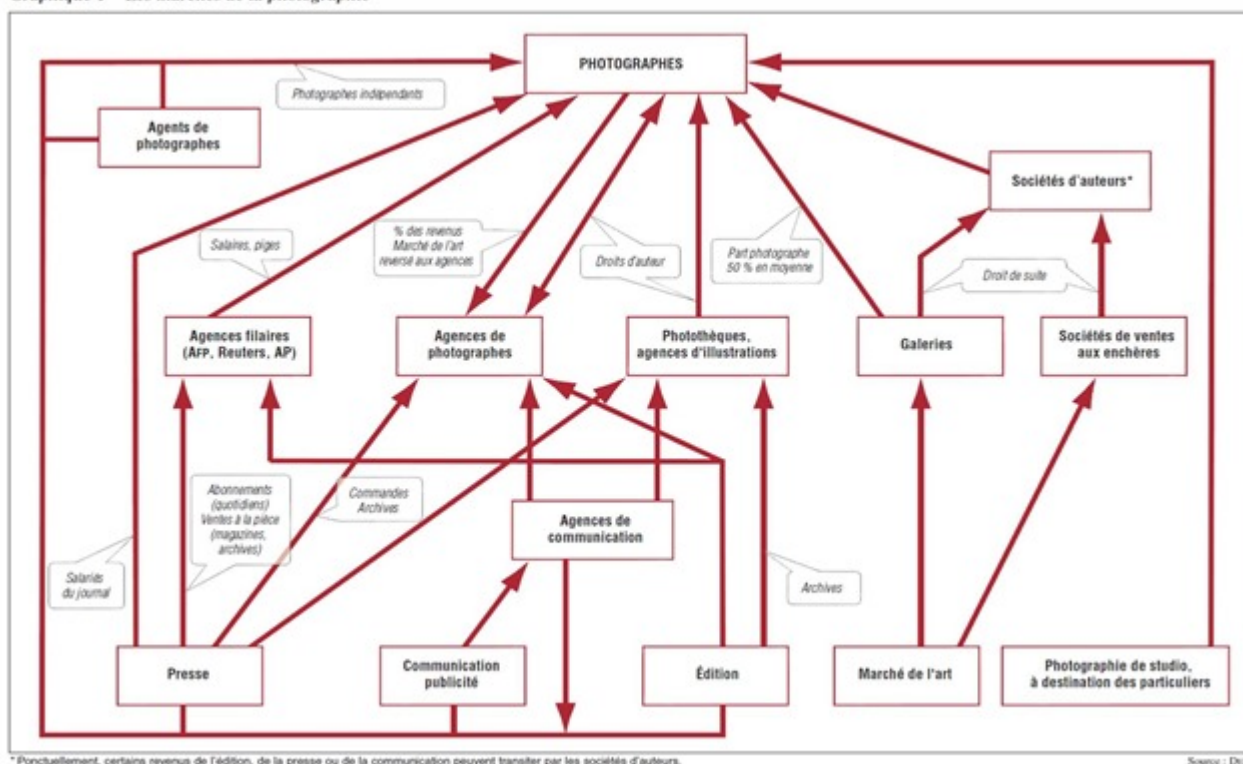 PHOTOGRAPHES
Photographes indépendants
Agents de
photographes
Sociétés d'auteurs*
Salaires, piges
% des revenus
Marché de l'art
reversé aux agences
Droits d'auteur
Part photographe
50 % en moyenne
Droit de suite
Agences filaires
(AFP, Reuters, AP)
Agences de
photographes
Photothèques,
agences d'illustrations
Galeries
Sociétés de ventes
aux enchères
Abonnements
(quotidiens)
Ventes à la pièce
(magazines,
archives)
Commandes
Archives
Agences de
communication
Salariés
du journal
Archives
Presse
Communication
publicité
Édition
Marché de l'art
Photographie de studio,
à destination des particuliers
* Ponctuellement, certains revenus de l'édition, de la presse ou de la communication peuvent transiter par les sociétés d'auteurs.
Source :